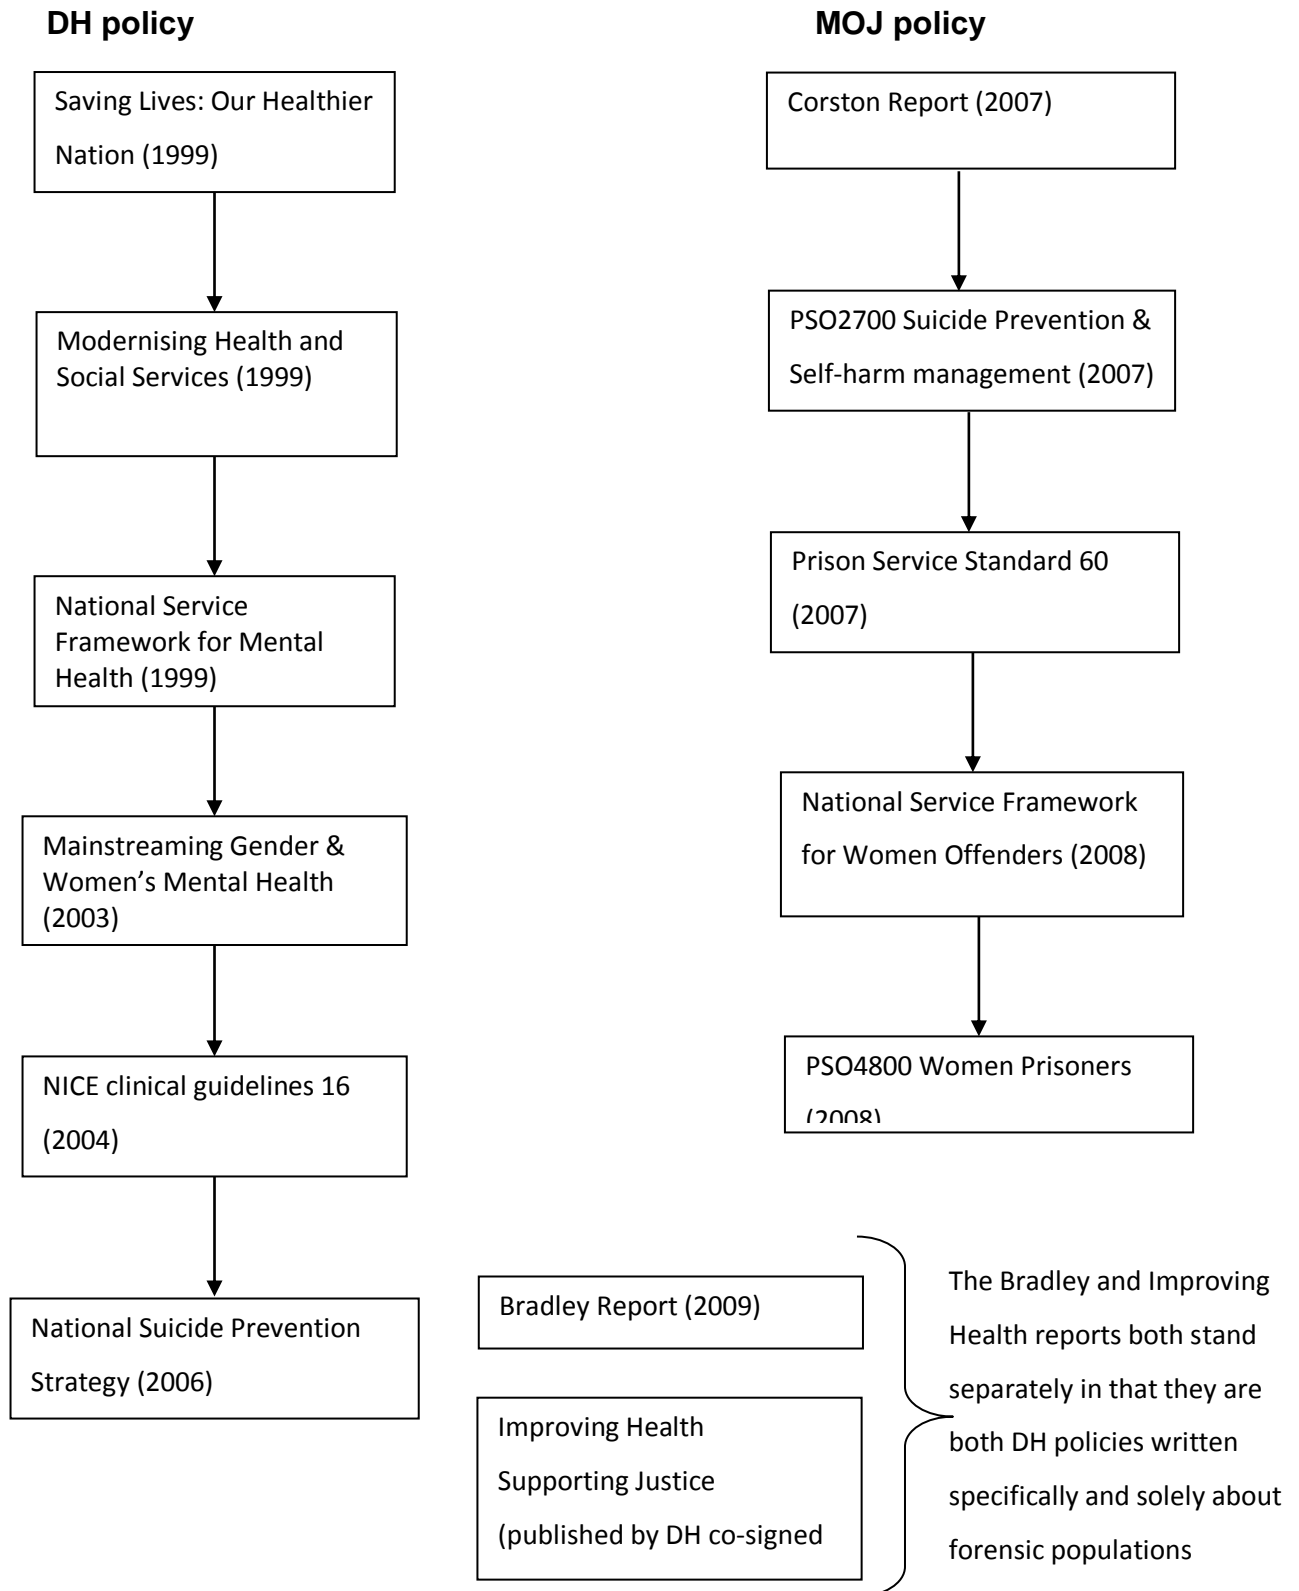 DH policy
Saving Lives: Our Healthier
Nation (1999)
Modernising Health and
Social Services (1999)
National Service
Framework for Mental
Health (1999)
Mainstreaming Gender &
Women’s Mental Health
(2003)
NICE clinical guidelines 16
(2004)
National Suicide Prevention
Strategy (2006)
MOJ policy
Corston Report (2007)
PSO2700 Suicide Prevention &
Self-harm management (2007)
Prison Service Standard 60
(2007)
National Service Framework
for Women Offenders (2008)
PSO4800 Women Prisoners
(2008)
Bradley Report (2009)
Improving Health
Supporting Justice
(published by DH co-signed
The Bradley and Improving
Health reports both stand
separately in that they are
both DH policies written
specifically and solely about
forensic populations